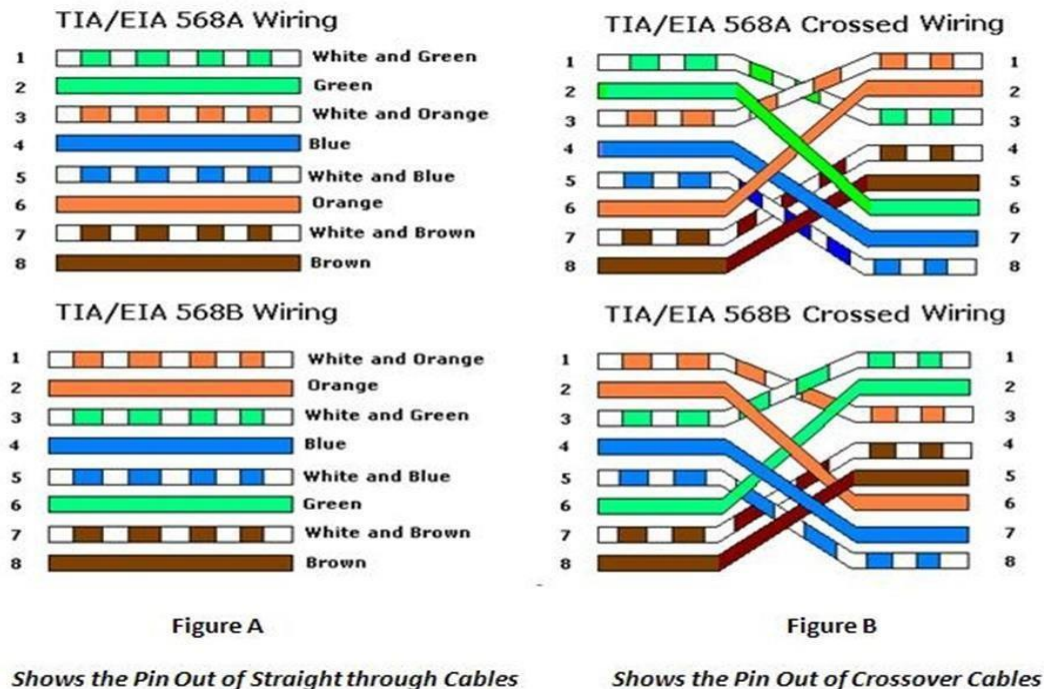 TIA/EIA 568A Wiring
1 White and Green
2 Green
3 White and Orange
4 Blue
5 White and Blue
6 Orange
7 White and Brown
8 Brown
TIA/EIA 568A Crossed Wiring
1 1
2 2
3 3
4 4
5 5
6 6
7 7
8 8
TIA/EIA 568B Wiring
1 White and Orange
2 Orange
3 White and Green
4 Blue
5 White and Blue
6 Green
7 White and Brown
8 Brown
TIA/EIA 568B Crossed Wiring
1 1
2 2
3 3
4 4
5 5
6 6
7 7
8 8
Figure A
Shows the Pin Out of Straight through Cables
Figure B
Shows the Pin Out of Crossover Cables